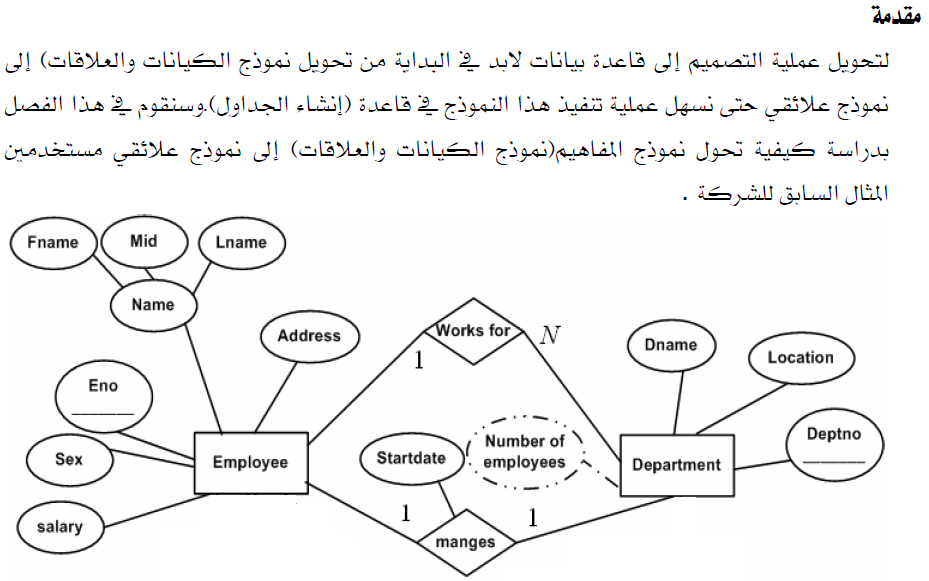 مقدمة
لتحويل عملية التصميم إلى قاعدة بيانات لابد في البداية من تحويل نموذج الكيانات والعلاقات) إلى
نموذج علائقي حتى نسهل عملية تنفيذ هذا النموذج في قاعدة (إنشاء الجداول).وسنقوم في هذا الفصل
بدراسة كيفية تحول نموذج المفاهيم(نموذج الكيانات والعلاقات) إلى نموذج علائقي مستخدمين
المثال السابق للشركة .
Fname
Mid
Lname
Name
Address
Works for
N
1
Dname
Location
Eno
Sex
salary
Employee
Startdate
Number of
employees
Department
Deptno
1
manges
1